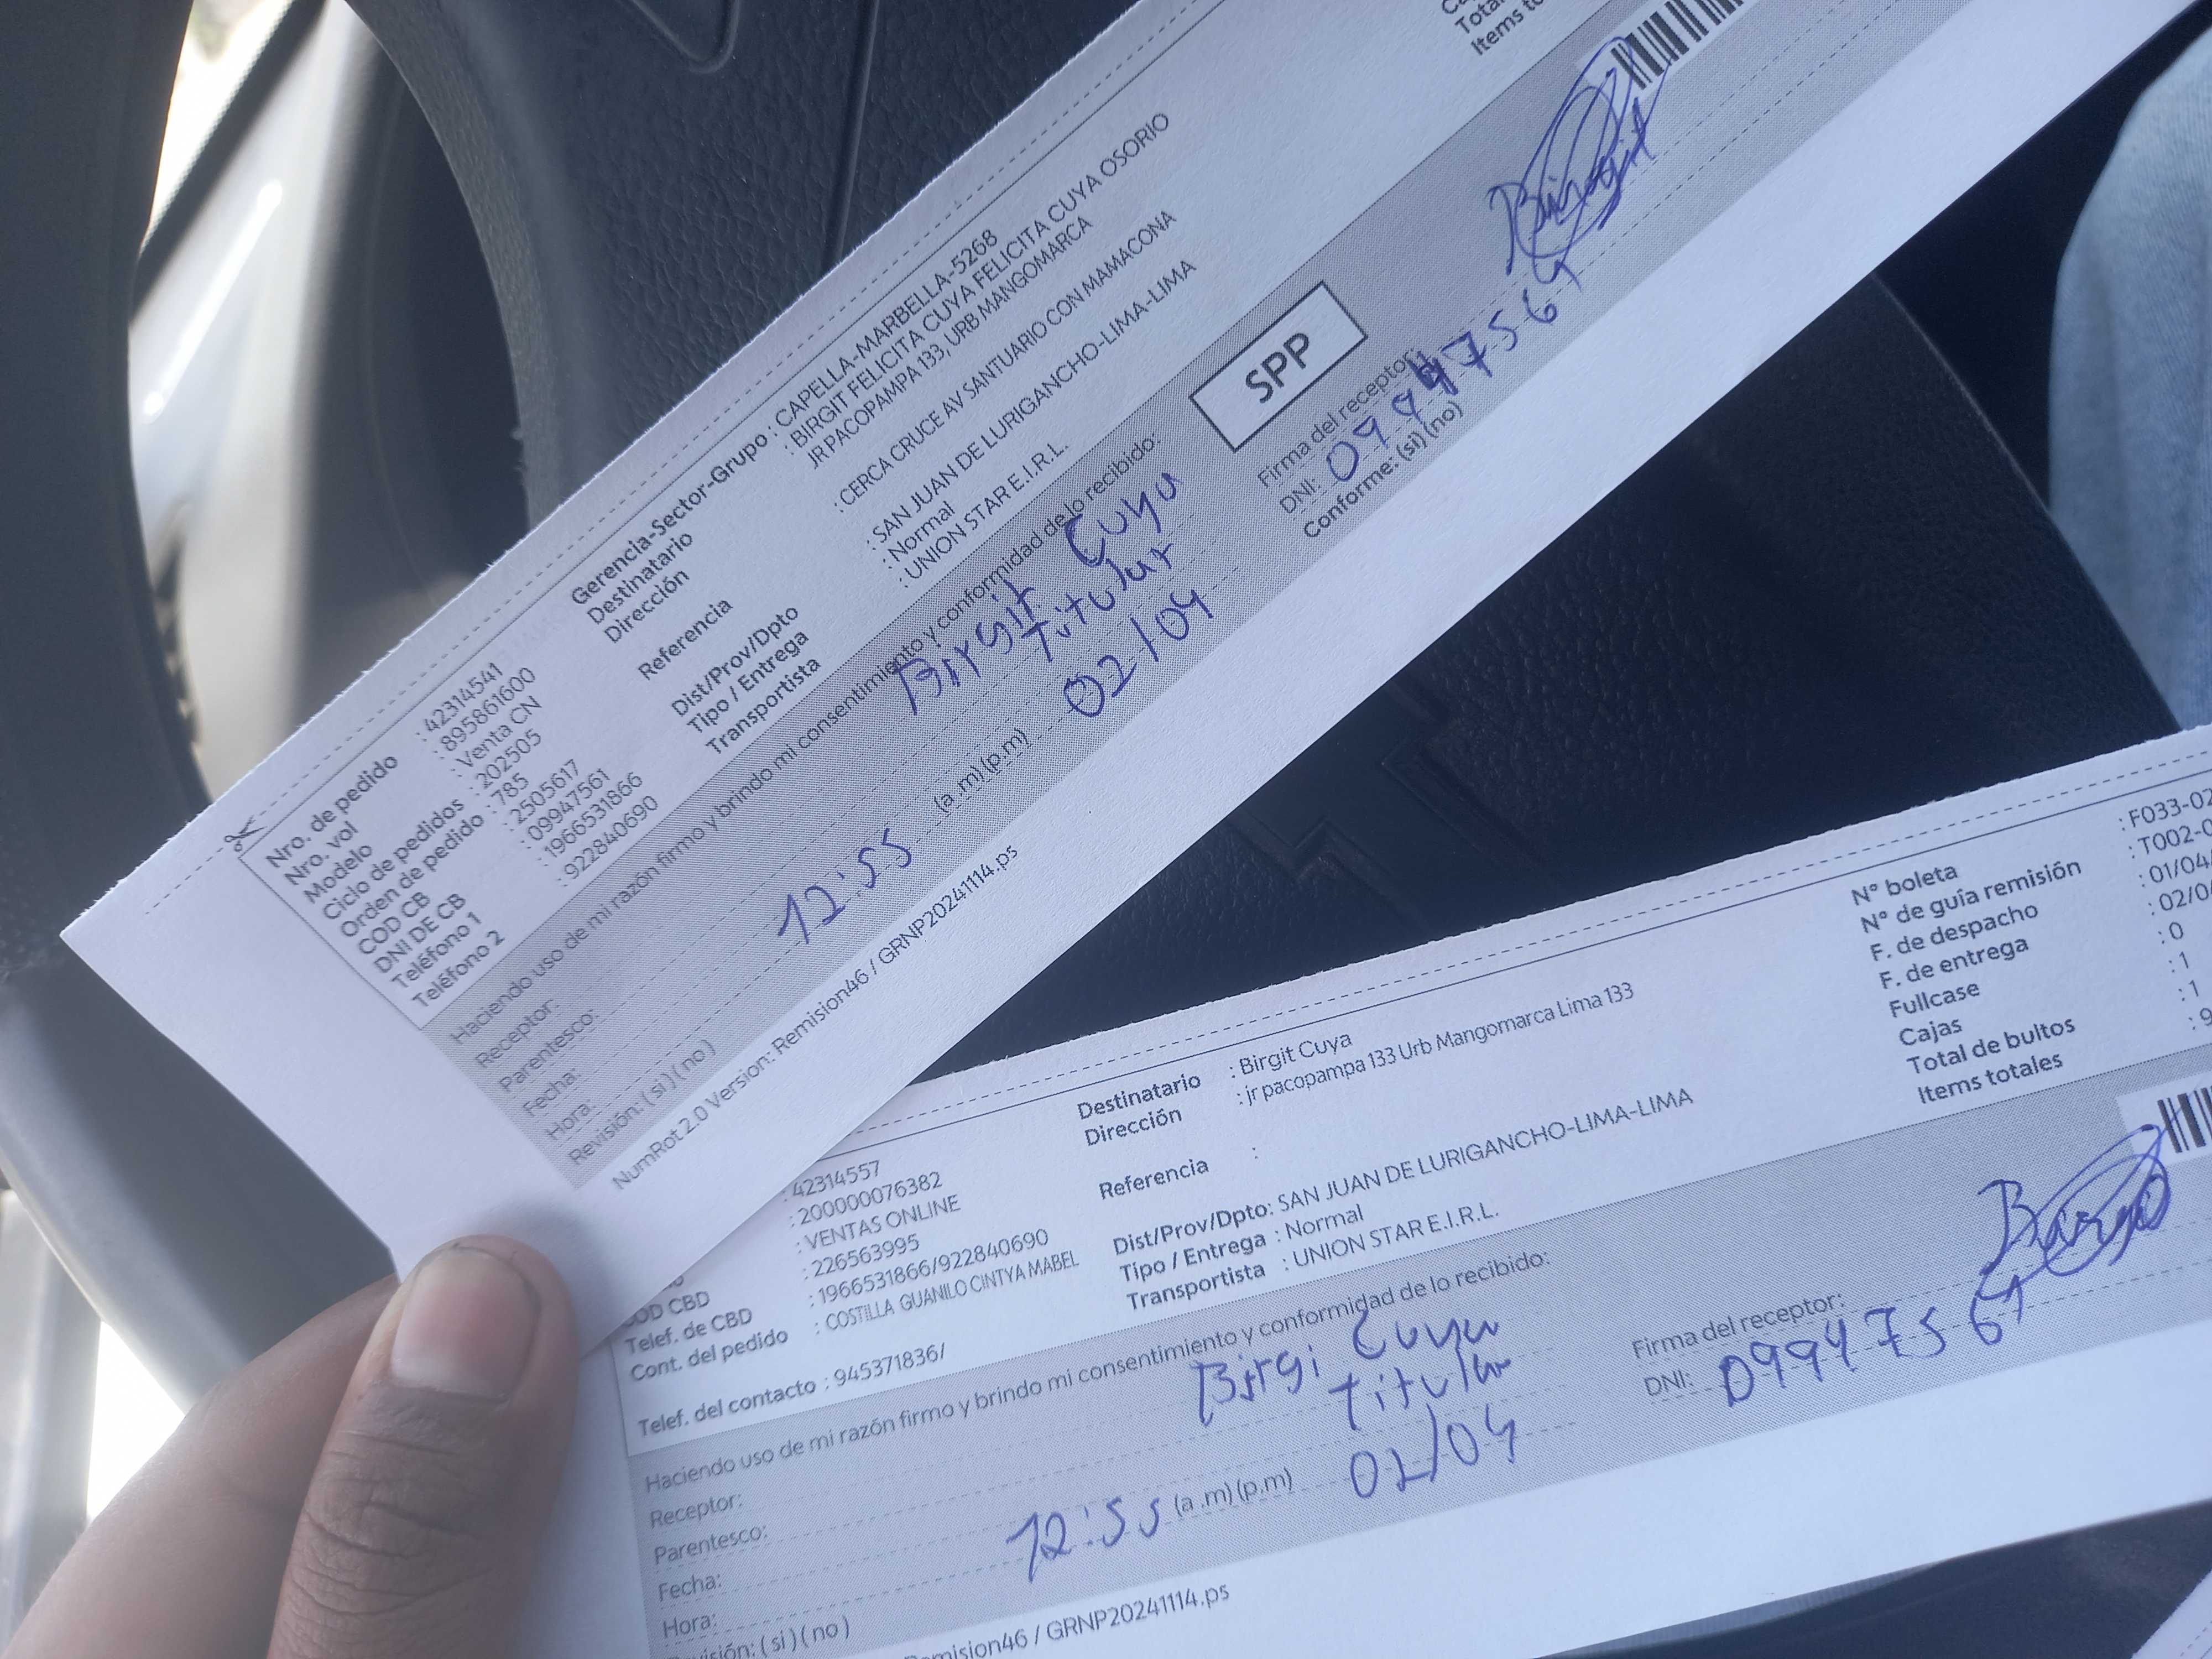 Nro. de pedido : 42314541
Nro. vol : 895861600
Modelo : Venta CN
Ciclo de pedidos : 202505
Orden de pedido : 785
COD CB : 2505617
DNI DE CB : 09947561
Teléfono 1 : 1966531866
Teléfono 2 : 922840690
Gerencia-Sector-Grupo : CAPELLA-MARBELLA-5268
Destinatario : BIRGIT FELICITA CUYA FELICITA CUYA OSORIO
Dirección JR PACOPAMPA 133, URB MANGOMARCA
Referencia : CERCA CRUCE AV SANTUARIO CON MAMACONA
Dist/Prov/Dpto : SAN JUAN DE LURIGANCHO-LIMA-LIMA
Tipo / Entrega : Normal
Transportista : UNION STAR E.I.R.L.
Items
Haciendo uso de mi razón firmo y brindo mi consentimiento y conformidad de lo recibido:
Receptor: Birgit Cuya
Parentesco: Titular
Fecha: 02/04
Hora: 12:55 (a .m) (p.m)
Revisión: ( si ) ( no )
SPP
Firma del receptor: Birgit
DNI: 09947561
Conforme: (si) (no)
NumRot 2.0 Version: Remision46 / GRNP20241114.ps
: 42314557
: 200000076382
: VENTAS ONLINE
OD CBD : 226563995
Telef. de CBD : 1966531866/922840690
Cont. del pedido : COSTILLA GUANILO CINTYA MABEL
Telef. del contacto : 945371836/
Destinatario : Birgit Cuya
Dirección : jr pacopampa 133 Urb Mangomarca Lima 133
Referencia :
Dist/Prov/Dpto: SAN JUAN DE LURIGANCHO-LIMA-LIMA
Tipo / Entrega : Normal
Transportista : UNION STAR E.I.R.L.
N° boleta : F033-02
N° de guía remisión : T002-0
F. de despacho : 01/04/
F. de entrega : 02/0
Fullcase : 0
Cajas : 1
Total de bultos : 1
Items totales : 9
Haciendo uso de mi razón firmo y brindo mi consentimiento y conformidad de lo recibido:
Receptor: Birgi Cuya
Parentesco: Titular
Fecha: 02/04
Hora: 12:55 (a .m) (p.m)
visión: ( si ) ( no )
Firma del receptor:
DNI: 09947561
emision46 / GRNP20241114.ps